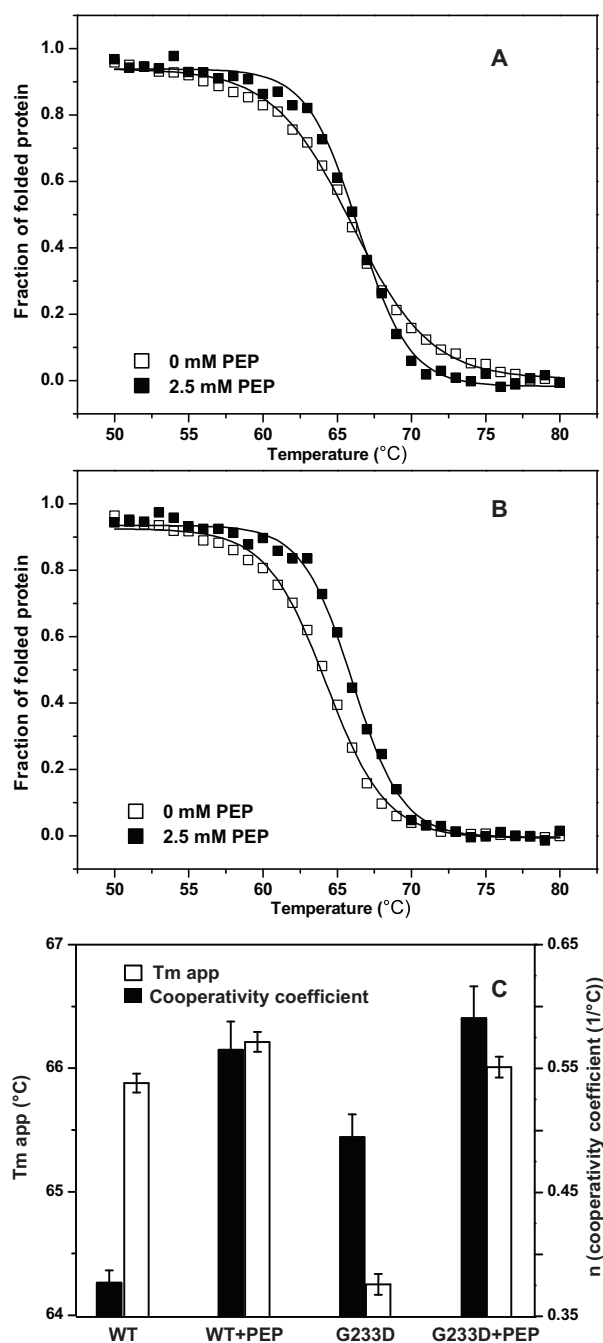 A
1.0
0.8
0.6
0.4
0.2
0.0
Fraction of folded protein
0 mM PEP
2.5 mM PEP
50 55 60 65 70 75 80
Temperature (°C)
B
1.0
0.8
0.6
0.4
0.2
0.0
Fraction of folded protein
0 mM PEP
2.5 mM PEP
50 55 60 65 70 75 80
Temperature (°C)
C
Tm app
Cooperativity coefficient
67
66
65
64
Tm app (°C)
0.65
0.55
0.45
0.35
n (cooperativity coefficient (1/°C)
WT WT+PEP G233D G233D+PEP